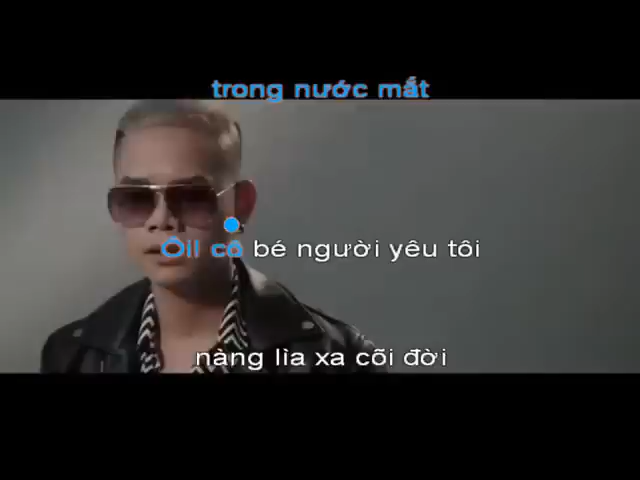 trong nước mắt
Ôi! cô bé người yêu tôi
nàng lìa xa cõi đời